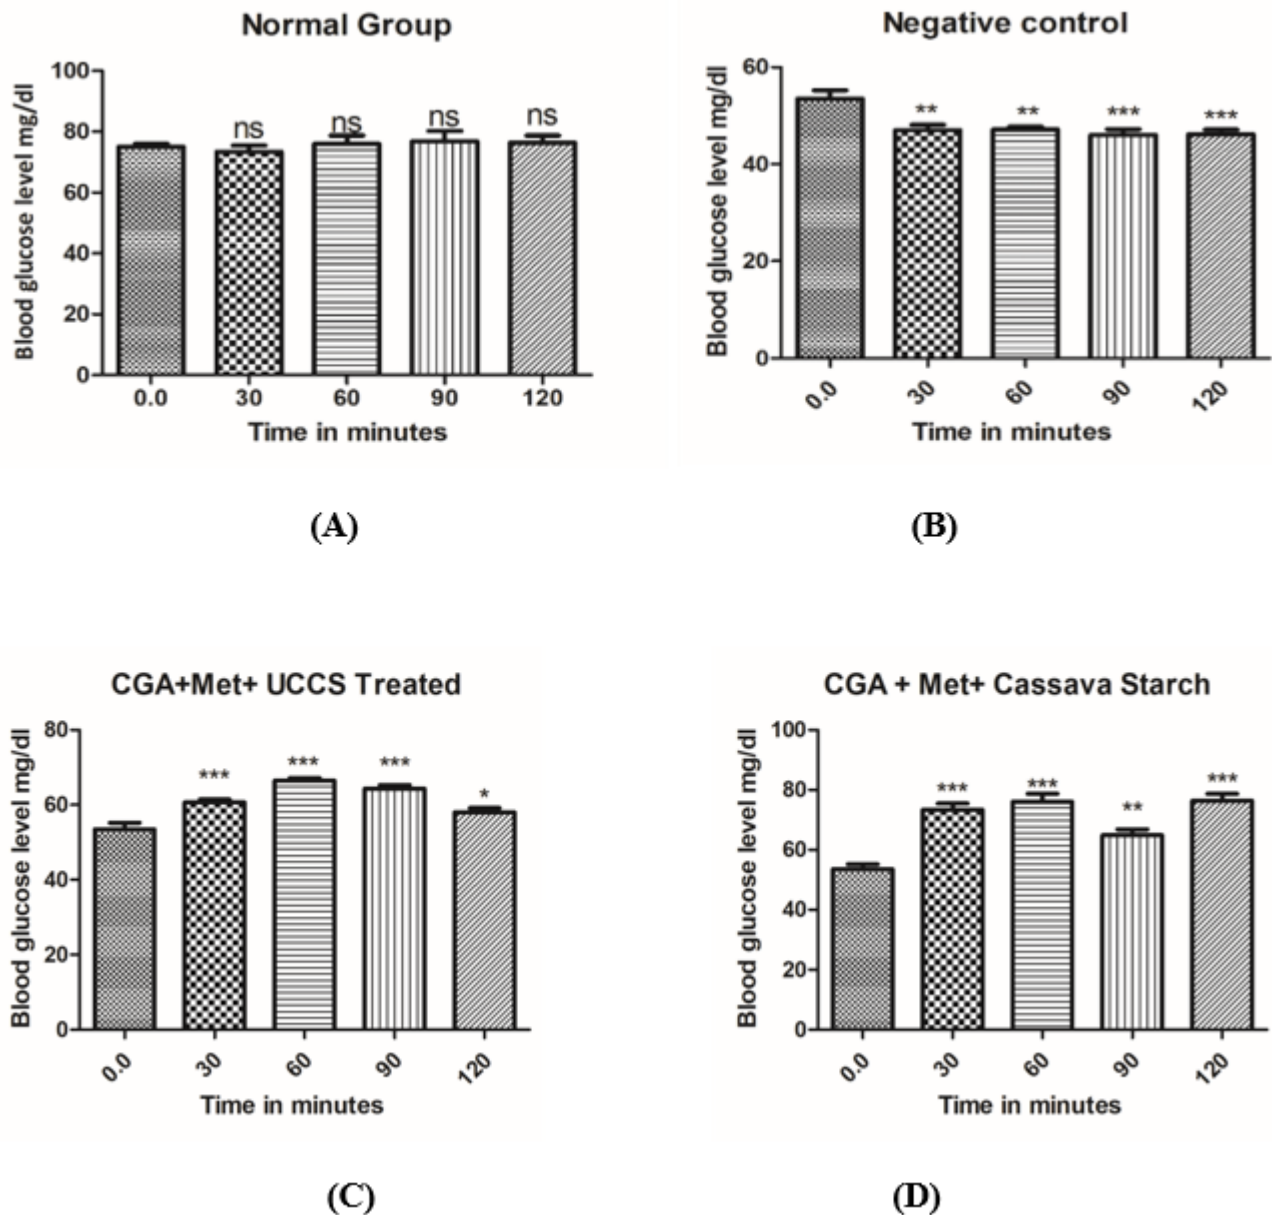 Normal Group
Blood glucose level mg/dl
100
80
60
40
20
0
ns ns ns ns
0.0 30 60 90 120
Time in minutes
(A)
Negative control
Blood glucose level mg/dl
60
40
20
0
** ** *** ***
0.0 30 60 90 120
Time in minutes
(B)
CGA+Met+ UCCS Treated
Blood glucose level mg/dl
80
60
40
20
0
*** *** *** *
0.0 30 60 90 120
Time in minutes
(C)
CGA + Met+ Cassava Starch
Blood glucose level mg/dl
100
80
60
40
20
0
*** *** ** ***
0.0 30 60 90 120
Time in minutes
(D)